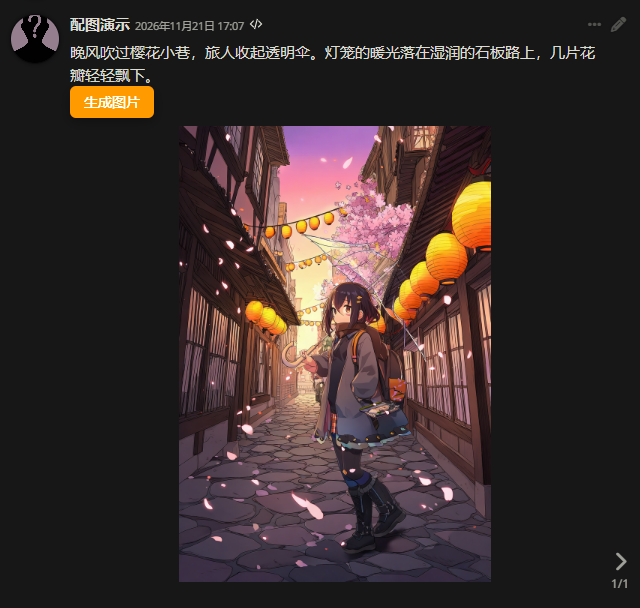 配图演示 2026年11月21日 17:07 </>
晚风吹过樱花小巷，旅人收起透明伞。灯笼的暖光落在湿润的石板路上，几片花
瓣轻轻飘下。
生成图片
1/1